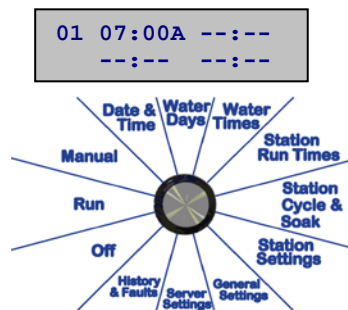 01 07:00A --:--
--:-- --:--
Date &
Time
Water
Days
Water
Times
Station
Run Times
Station
Cycle &
Soak
Station
Settings
General
Settings
Server
Settings
History
& Faults
Off
Run
Manual